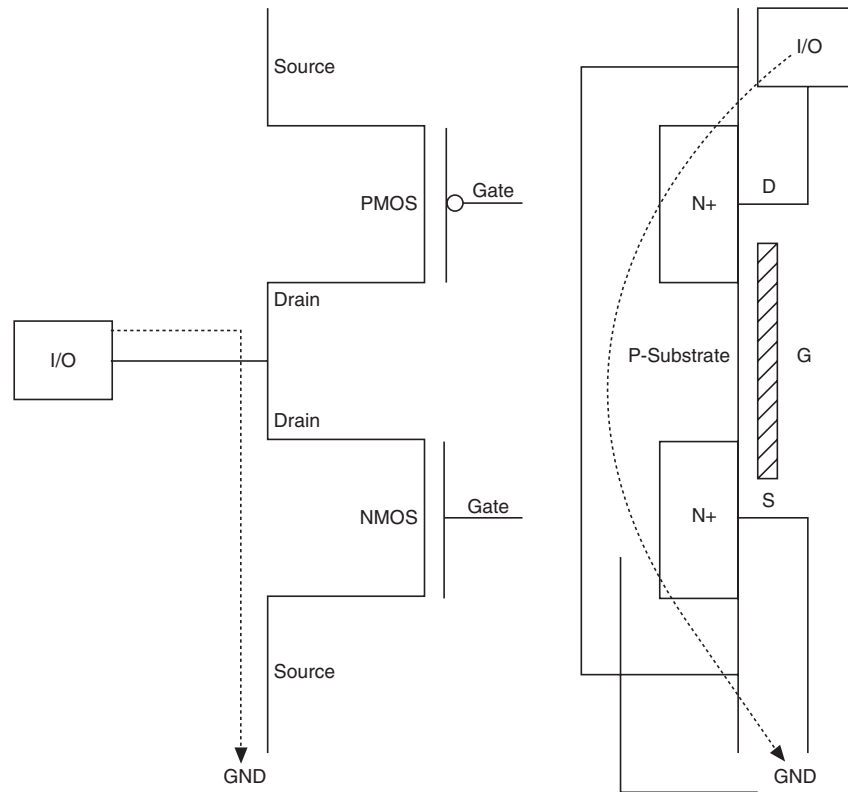 Source
PMOS
Gate
Drain
I/O
Drain
NMOS
Gate
Source
GND
I/O
D
N+
P-Substrate
G
N+
S
GND